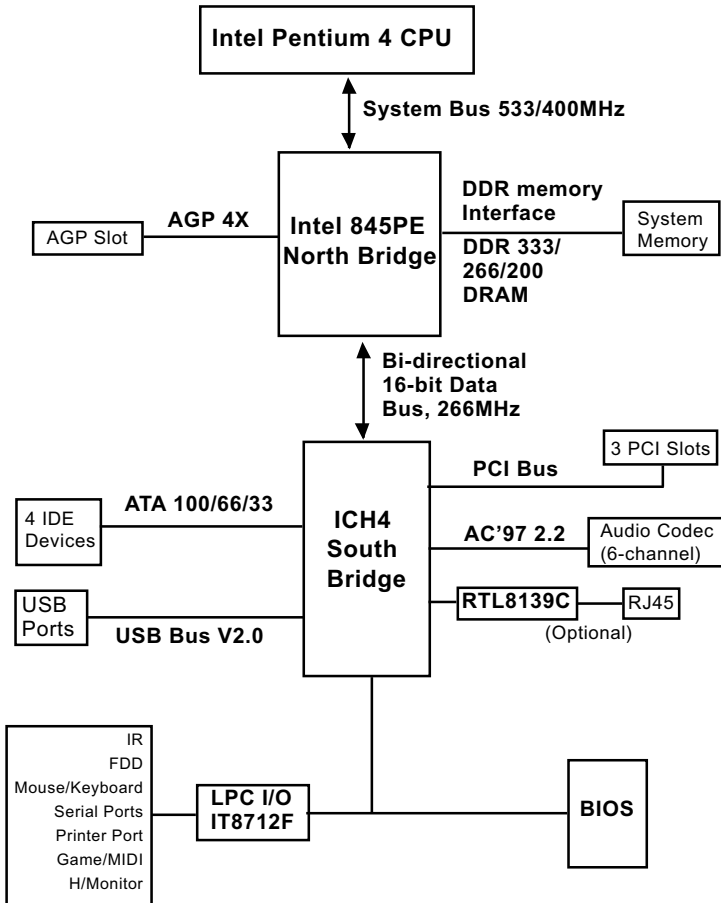 Intel Pentium 4 CPU
System Bus 533/400MHz
AGP Slot
AGP 4X
Intel 845PE
North Bridge
DDR memory
Interface
DDR 333/
266/200
DRAM
System
Memory
Bi-directional
16-bit Data
Bus, 266MHz
4 IDE
Devices
ATA 100/66/33
USB
Ports
USB Bus V2.0
ICH4
South
Bridge
PCI Bus
3 PCI Slots
AC’97 2.2
Audio Codec
(6-channel)
RTL8139C
RJ45
(Optional)
IR
FDD
Mouse/Keyboard
Serial Ports
Printer Port
Game/MIDI
H/Monitor
LPC I/O
IT8712F
BIOS